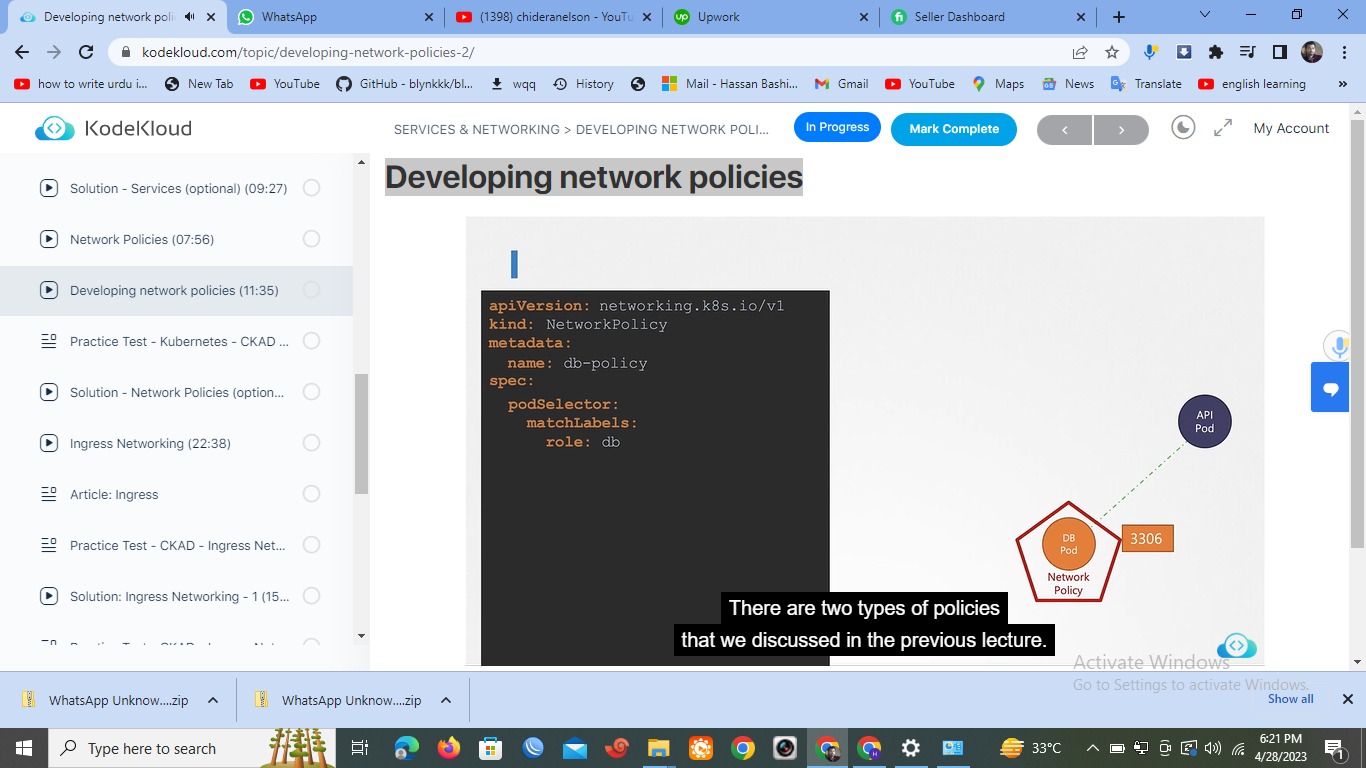 Developing network poli
WhatsApp
(1398) chideranelson - YouTu
Upwork
Seller Dashboard
kodekloud.com/topic/developing-network-policies-2/
how to write urdu i...
New Tab
YouTube
GitHub - blynkkk/bl...
wqq
History
Mail - Hassan Bashi...
Gmail
YouTube
Maps
News
Translate
english learning
»
KodeKloud
SERVICES & NETWORKING > DEVELOPING NETWORK POLI...
In Progress
Mark Complete
My Account
Solution - Services (optional) (09:27)
Network Policies (07:56)
Developing network policies (11:35)
Practice Test - Kubernetes - CKAD ...
Solution - Network Policies (option...
Ingress Networking (22:38)
Article: Ingress
Practice Test - CKAD - Ingress Net...
Solution: Ingress Networking - 1 (15...
Developing network policies
apiVersion: networking.k8s.io/v1
kind: NetworkPolicy
metadata:
name: db-policy
spec:
podSelector:
matchLabels:
role: db
API
Pod
DB
Pod
3306
Network
Policy
There are two types of policies
that we discussed in the previous lecture.
Activate Windows
Go to Settings to activate Windows.
WhatsApp Unknow....zip
WhatsApp Unknow....zip
Show all
Type here to search
33°C
6:21 PM
4/28/2023
1